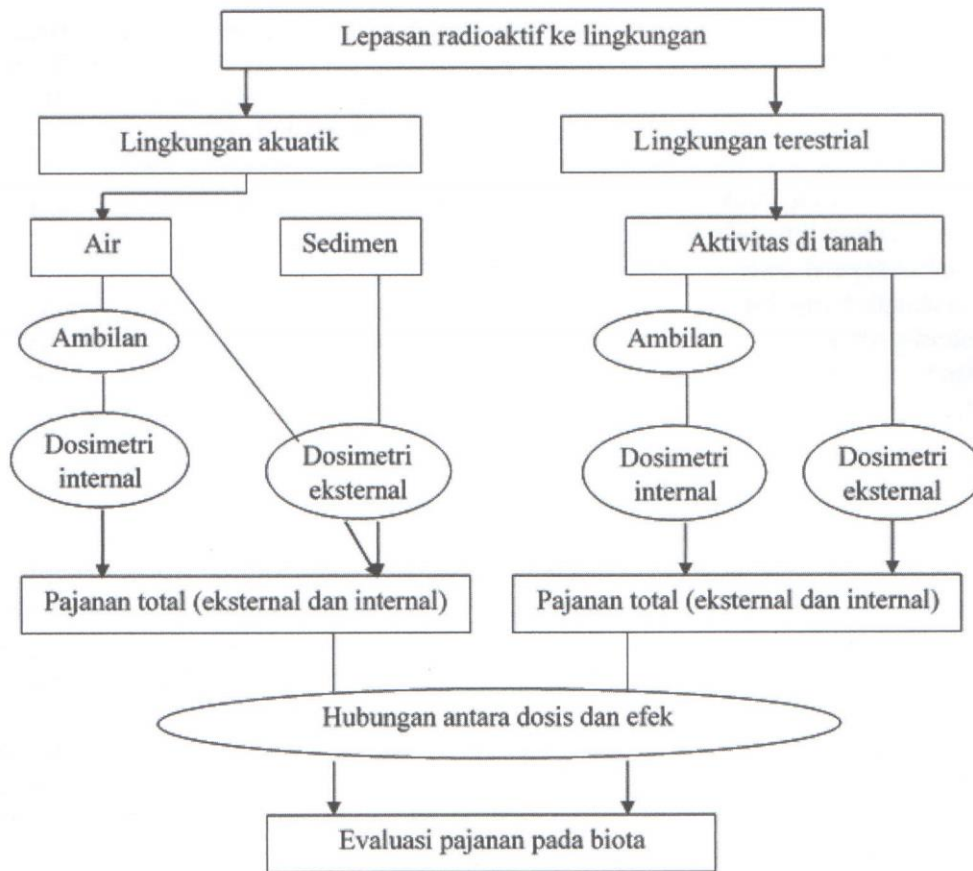 Lepasan radioaktif ke lingkungan
Lingkungan akuatik
Lingkungan terestrial
Air
Sedimen
Aktivitas di tanah
Ambilan
Ambilan
Dosimetri
internal
Dosimetri
eksternal
Dosimetri
internal
Dosimetri
eksternal
Pajanan total (eksternal dan internal)
Pajanan total (eksternal dan internal)
Hubungan antara dosis dan efek
Evaluasi pajanan pada biota